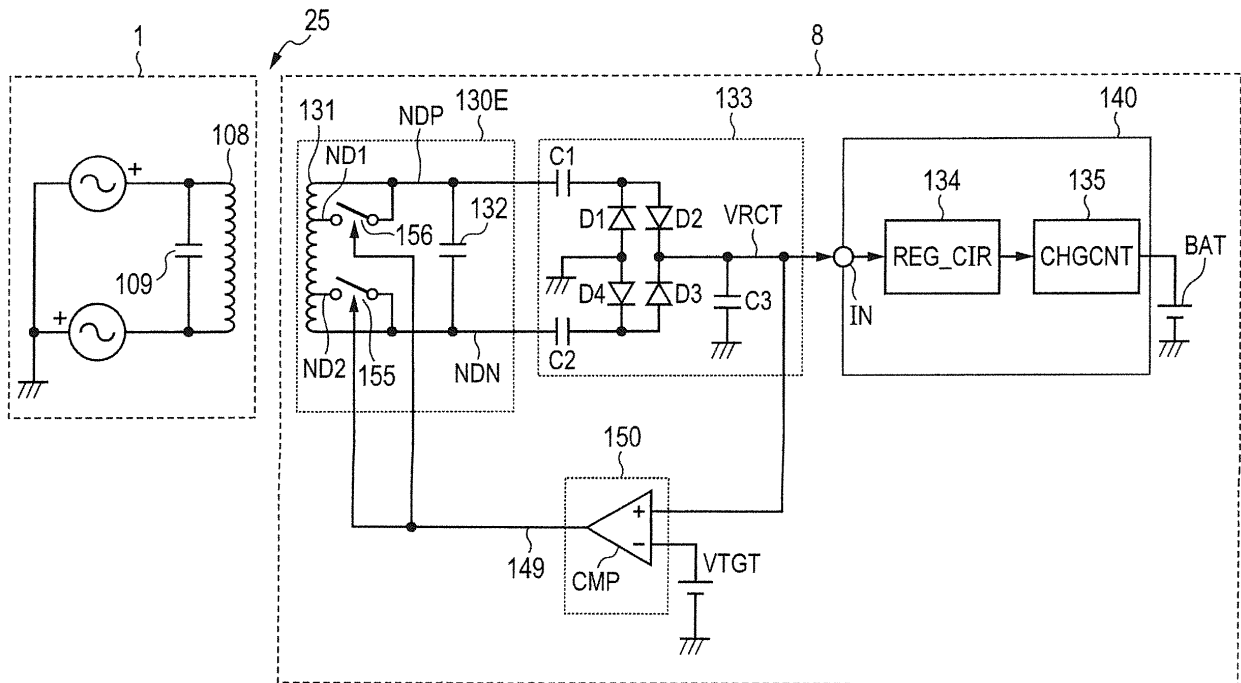 25
1
8
130E
133
140
131
NDP
108
ND1
C1
134
135
D1
D2
VRCT
132
156
BAT
REG_CIR
CHGCNT
109
D4
D3
C3
IN
ND2
155
NDN
C2
150
149
CMP
VTGT
+
+
+
−